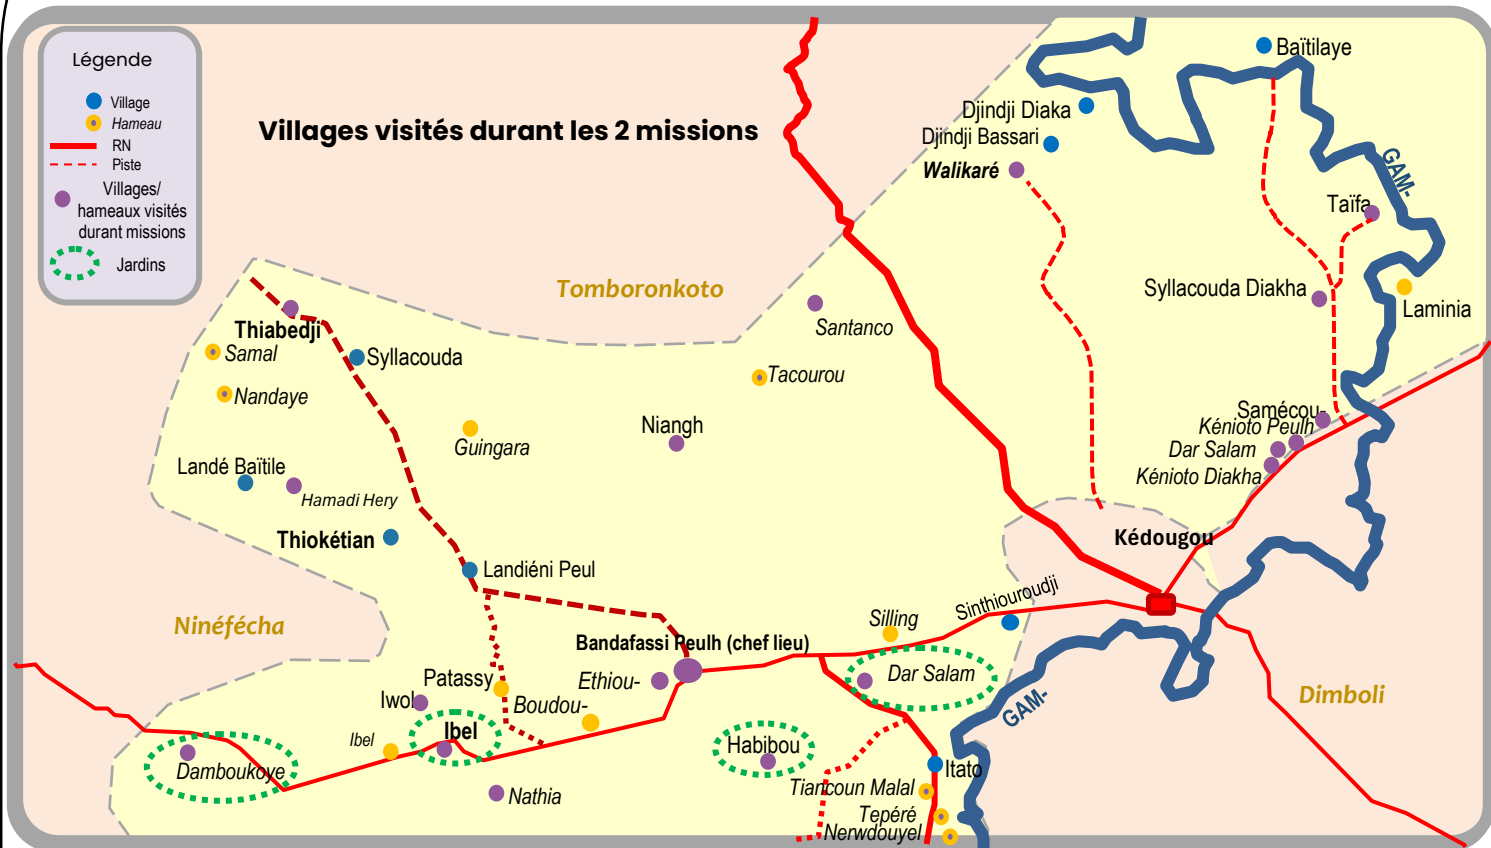 Légende
Village
Hameau
RN
Piste
Villages/
hameaux visités
durant missions
Jardins
Villages visités durant les 2 missions
Baïtilaye
Djindji Diaka
Djindji Bassari
Walikaré
GAM-
Taïfa
Tomboronkoto
Syllacouda Diakha
Laminia
Santanco
Thiabedji
Samal
Syllacouda
Tacourou
Nandaye
Samécou-
Kénioto Peulh
Niangh
Guingara
Dar Salam
Kénioto Diakha
Landé Baïtile
Hamadi Hery
Thiokétian
Kédougou
Landiéni Peul
Sinthiouroudji
Silling
Ninéfécha
Bandafassi Peulh (chef lieu)
Ethiou-
Dar Salam
Patassy
Dimboli
Iwol
Boudou-
GAM-
Ibel
Ibel
Habibou
Damboukoye
Itato
Nathia
Tiancoun Malal
Tepéré
Nerwdouyel